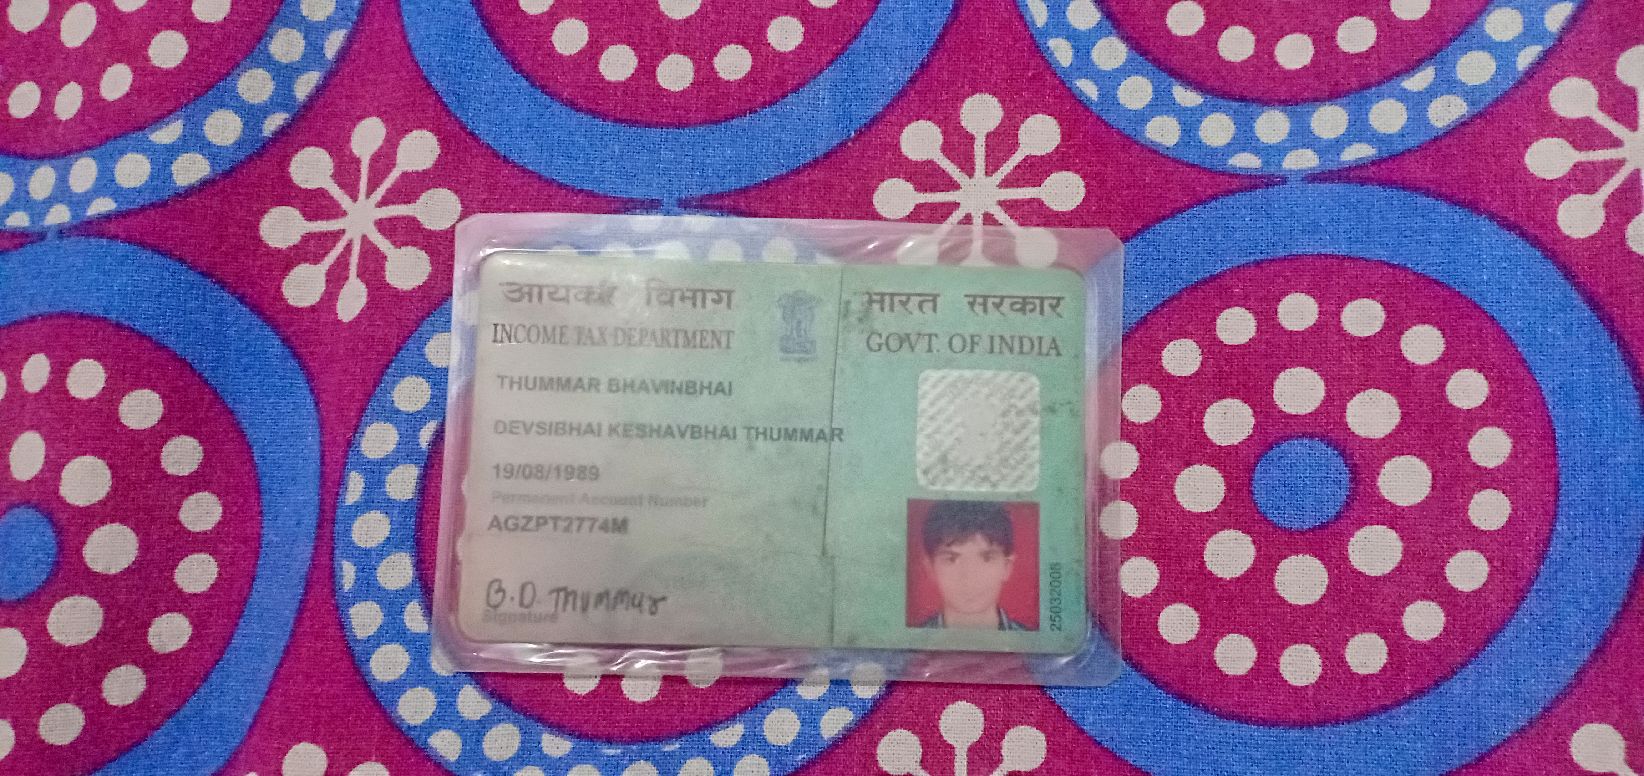 आयकर विभाग
INCOME TAX DEPARTMENT
भारत सरकार
GOVT. OF INDIA
THUMMAR BHAVINBHAI
DEVSIBHAI KESHAVBHAI THUMMAR
19/08/1989
Permanent Account Number
AGZPT2774M
B.D. Thummar
Signature
25032008